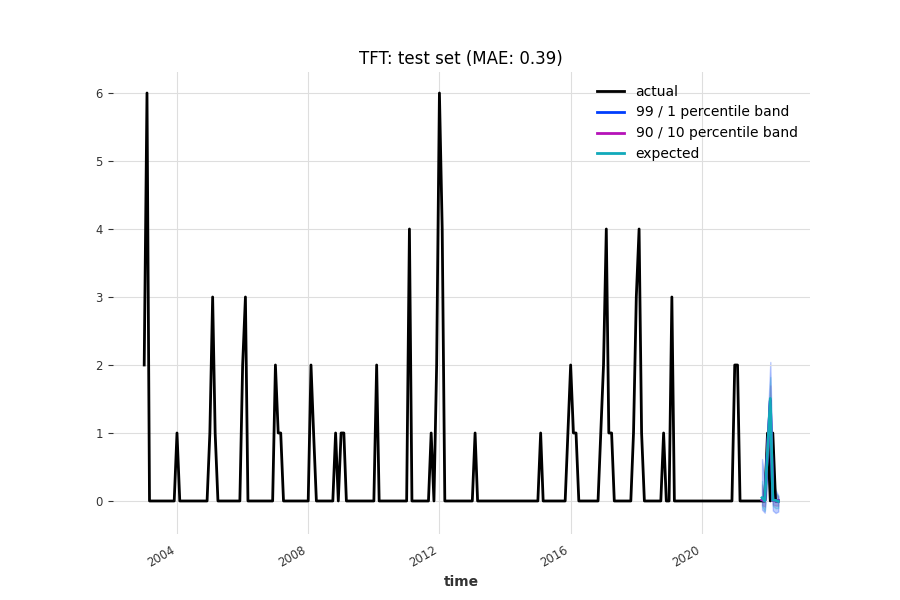 TFT: test set (MAE: 0.39)
actual
99 / 1 percentile band
90 / 10 percentile band
expected
6
5
4
3
2
1
0
2004
2008
2012
2016
2020
time